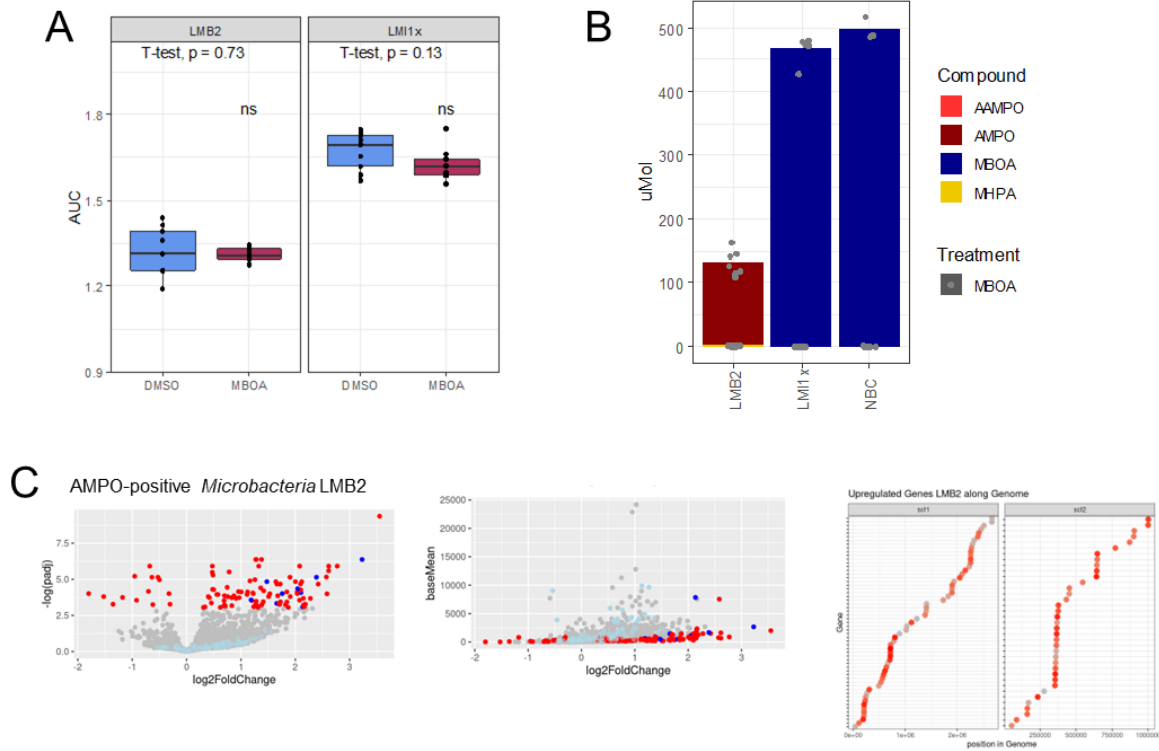 A
LMB2
LMI1x
T-test, p = 0.73
T-test, p = 0.13
ns
ns
AUC
1.8
1.5
1.2
0.9
DMSO
MBOA
DMSO
MBOA
B
uMol
500
400
300
200
100
0
LMB2
LMI1x
NBC
Compound
AAMPO
AMPO
MBOA
MHPA
Treatment
MBOA
C
AMPO-positive Microbacteria LMB2
-log(padj)
7.5
5.0
2.5
0.0
-2
-1
0
1
2
3
log2FoldChange
baseMean
25000
20000
15000
10000
5000
0
-2
-1
0
1
2
3
log2FoldChange
Upregulated Genes LMB2 along Genome
scf1
scf2
Gene
0e+00
1e+06
2e+06
250000
500000
750000
1000000
position in Genome